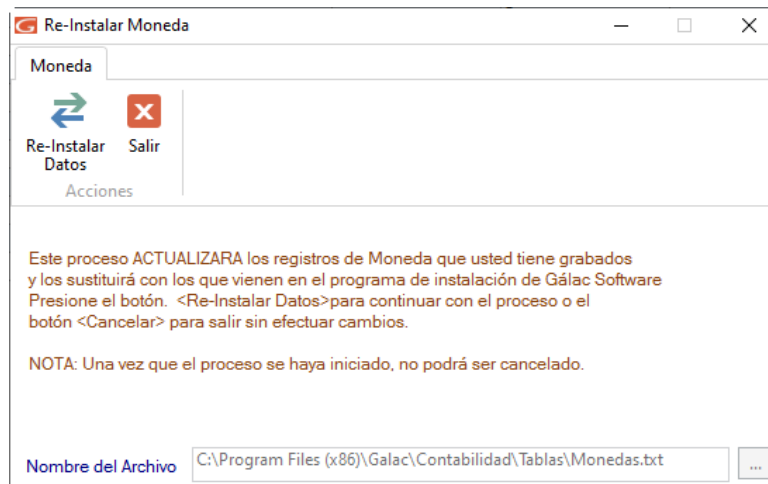 Re-Instalar Moneda
Moneda
Re-Instalar
Datos
Salir
Acciones
Este proceso ACTUALIZARA los registros de Moneda que usted tiene grabados
y los sustituirá con los que vienen en el programa de instalación de Gálac Software
Presione el botón.  <Re-Instalar Datos>para continuar con el proceso o el
botón <Cancelar> para salir sin efectuar cambios.
NOTA: Una vez que el proceso se haya iniciado, no podrá ser cancelado.
Nombre del Archivo C:\Program Files (x86)\Galac\Contabilidad\Tablas\Monedas.txt ...